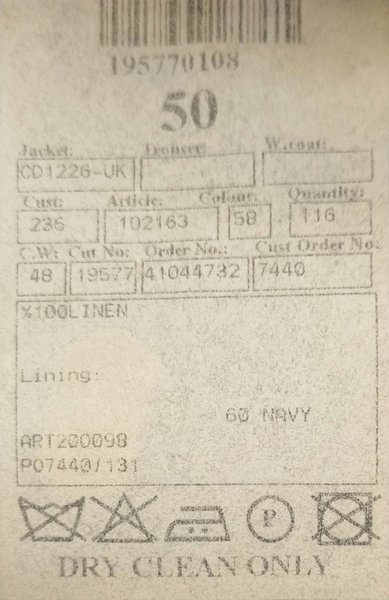 195770108
50
Jacket: Trouser: W.coat:
CD1226-UK
Cust: Article: Colour: Quantity:
236 102163 58 116
C.W: Cut No: Order No.: Cust Order No.
48 19577 41044732 7440
%100LINEN
Lining:
60 NAVY
ART200098
PO7440/131
P
DRY CLEAN ONLY